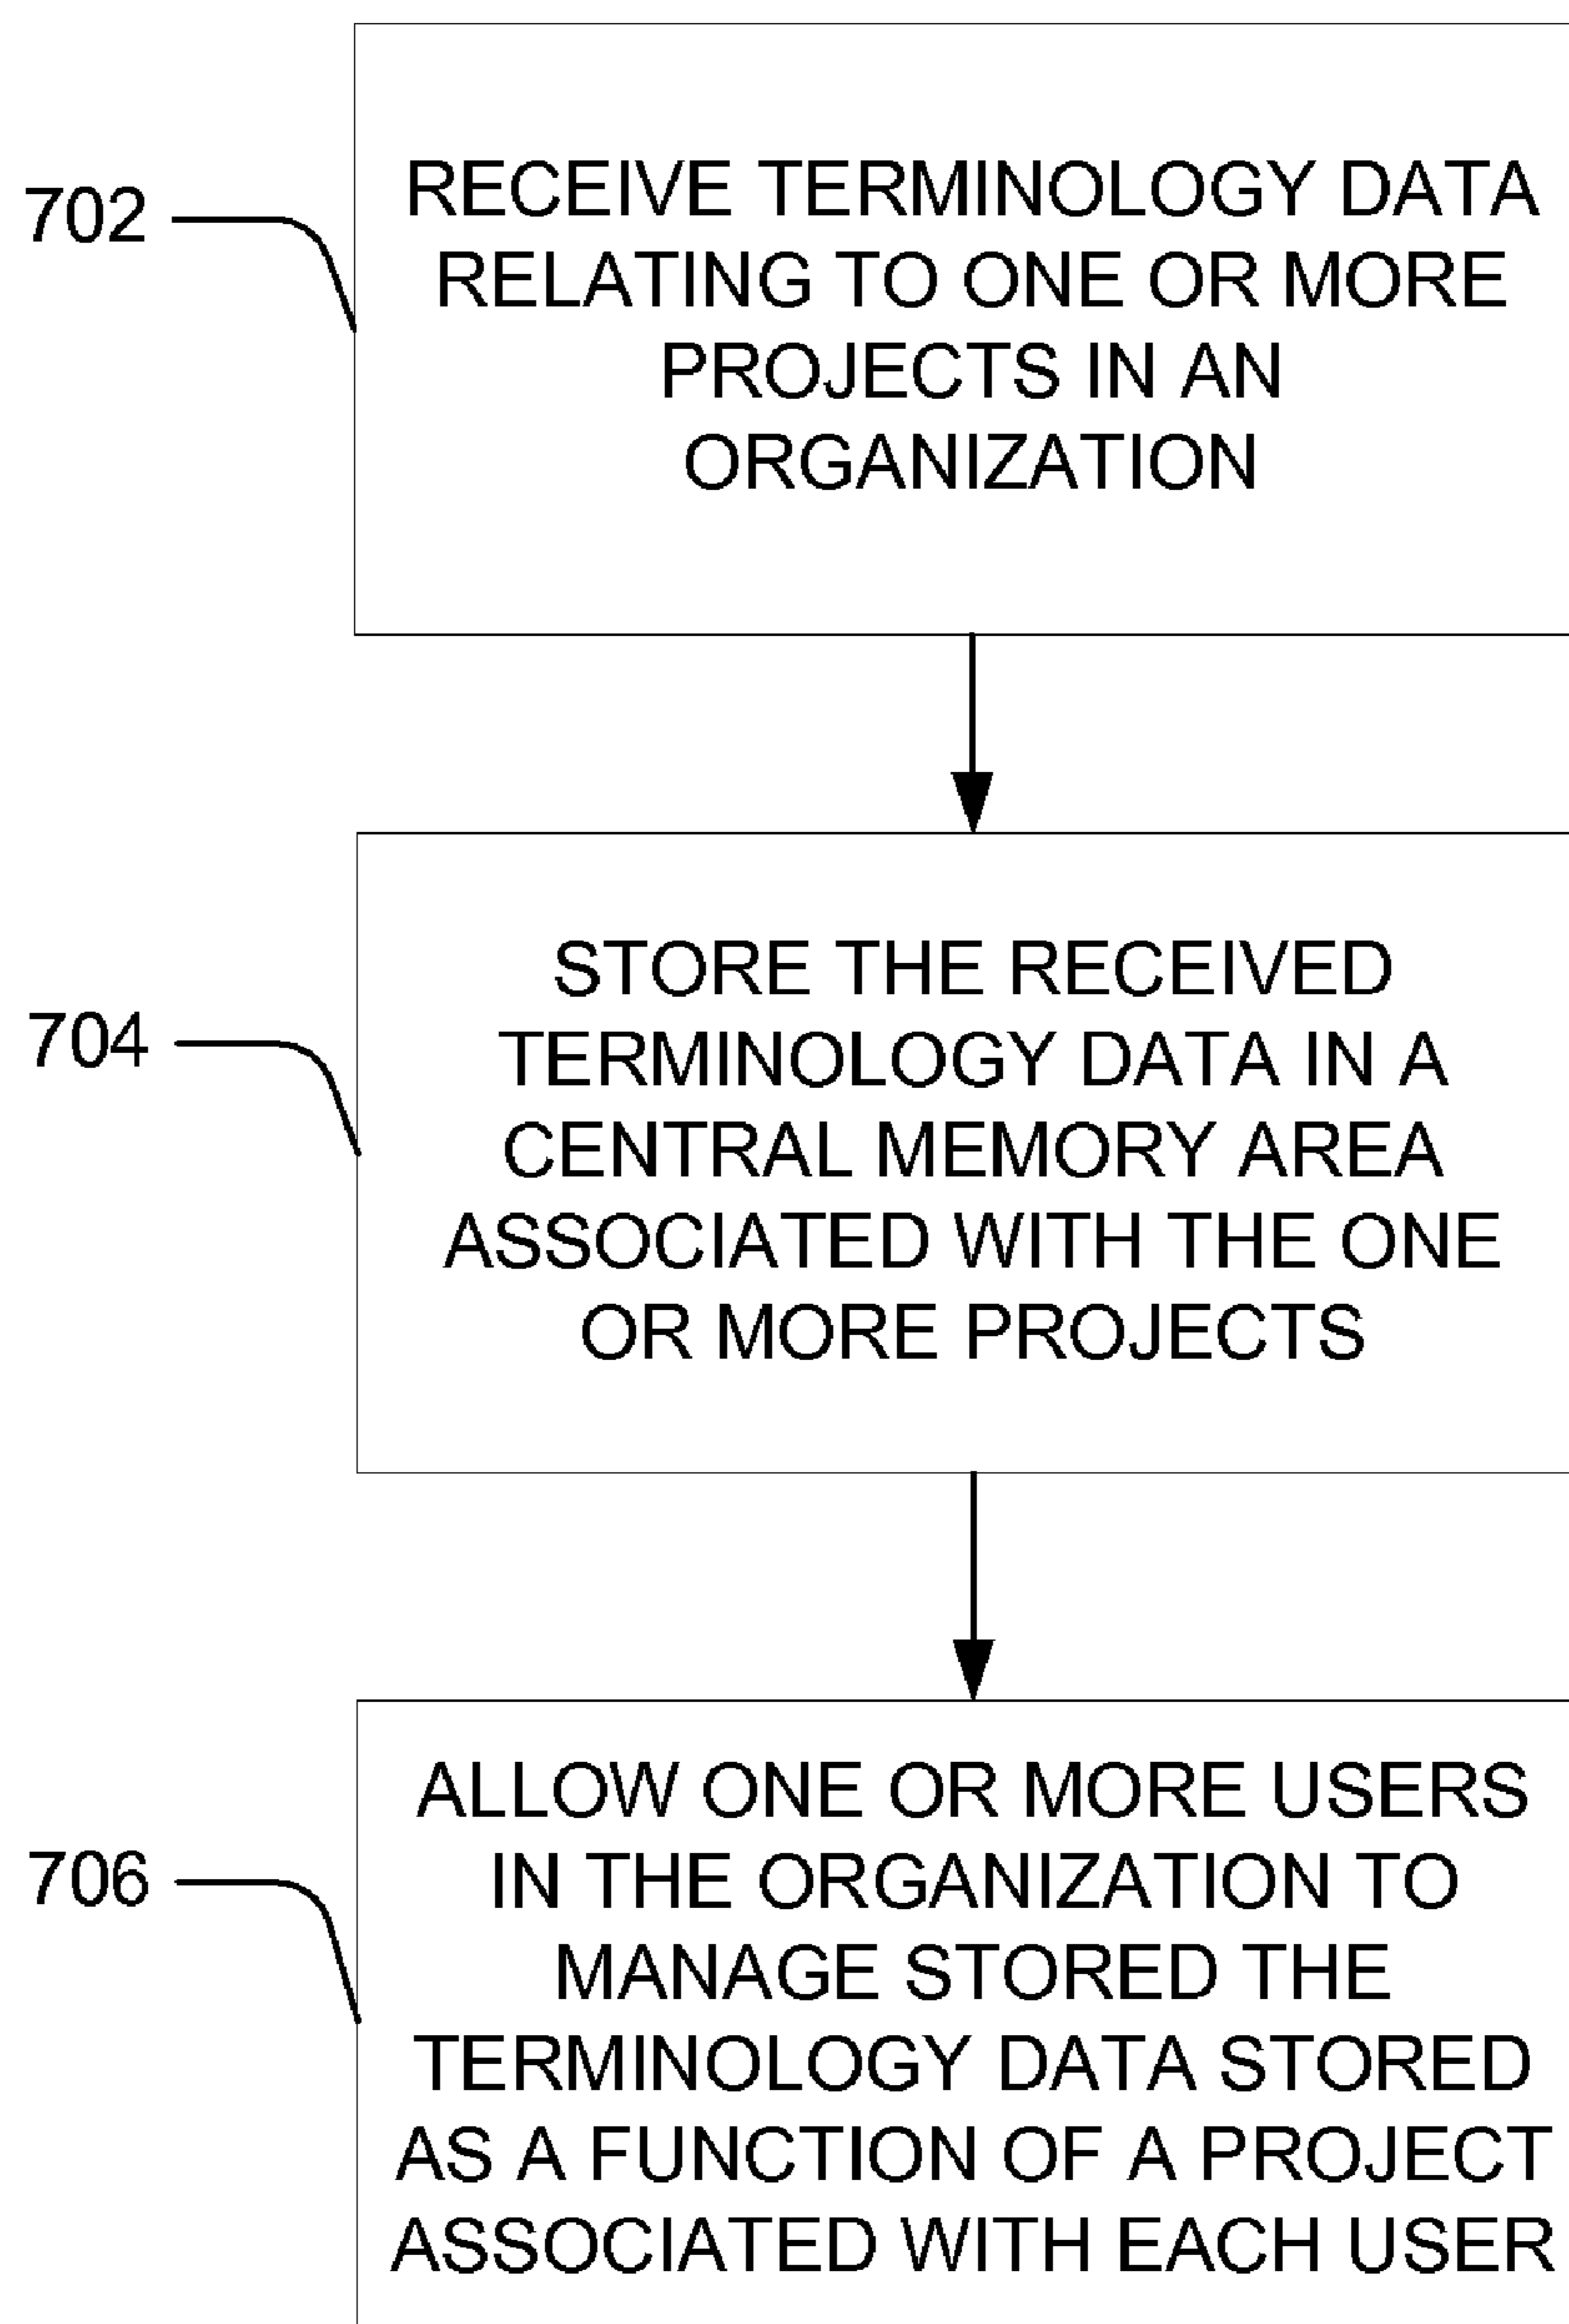 702
RECEIVE TERMINOLOGY DATA
RELATING TO ONE OR MORE
PROJECTS IN AN
ORGANIZATION
704
STORE THE RECEIVED
TERMINOLOGY DATA IN A
CENTRAL MEMORY AREA
ASSOCIATED WITH THE ONE
OR MORE PROJECTS
706
ALLOW ONE OR MORE USERS
IN THE ORGANIZATION TO
MANAGE STORED THE
TERMINOLOGY DATA STORED
AS A FUNCTION OF A PROJECT
ASSOCIATED WITH EACH USER